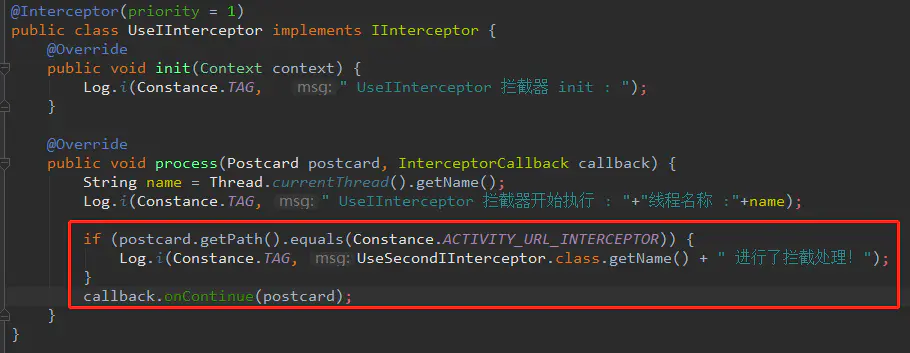 @Interceptor(priority = 1)
public class UseIInterceptor implements IInterceptor {
@Override
public void init(Context context) {
Log.i(Constance.TAG, msg: " UseIInterceptor 拦截器 init : ");
}
@Override
public void process(Postcard postcard, InterceptorCallback callback) {
String name = Thread.currentThread().getName();
Log.i(Constance.TAG, msg: " UseIInterceptor 拦截器开始执行 : "+"线程名称 :"+name);
if (postcard.getPath().equals(Constance.ACTIVITY_URL_INTERCEPTOR)) {
Log.i(Constance.TAG, msg: UseSecondIInterceptor.class.getName() + " 进行了拦截处理! ");
}
callback.onContinue(postcard);
}
}